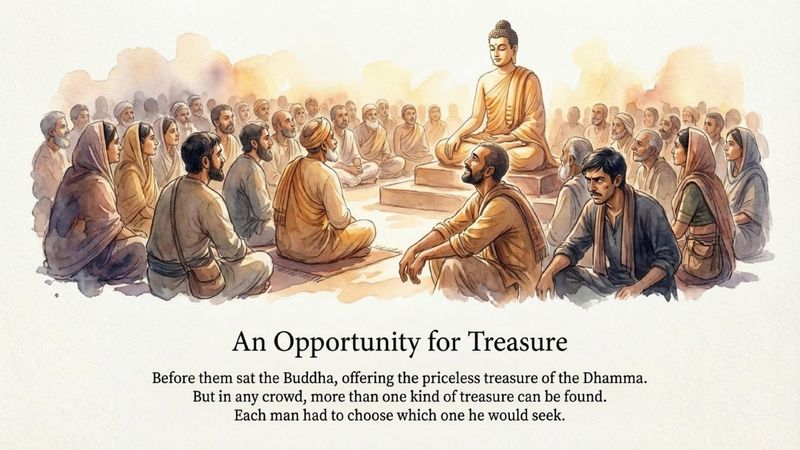 An Opportunity for Treasure
Before them sat the Buddha, offering the priceless treasure of the Dhamma.
But in any crowd, more than one kind of treasure can be found.
Each man had to choose which one he would seek.